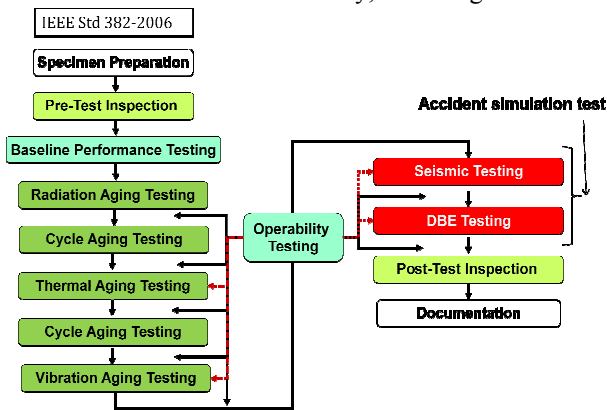 IEEE Std 382-2006
Specimen Preparation
Pre-Test Inspection
Baseline Performance Testing
Radiation Aging Testing
Cycle Aging Testing
Thermal Aging Testing
Cycle Aging Testing
Vibration Aging Testing
Operability
Testing
Accident simulation test
Seismic Testing
DBE Testing
Post-Test Inspection
Documentation